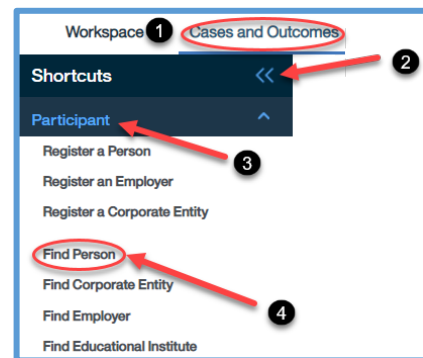 Workspace 1 Cases and Outcomes
Shortcuts 2
Participant
3
Register a Person
Register an Employer
Register a Corporate Entity
Find Person
Find Corporate Entity
4
Find Employer
Find Educational Institute